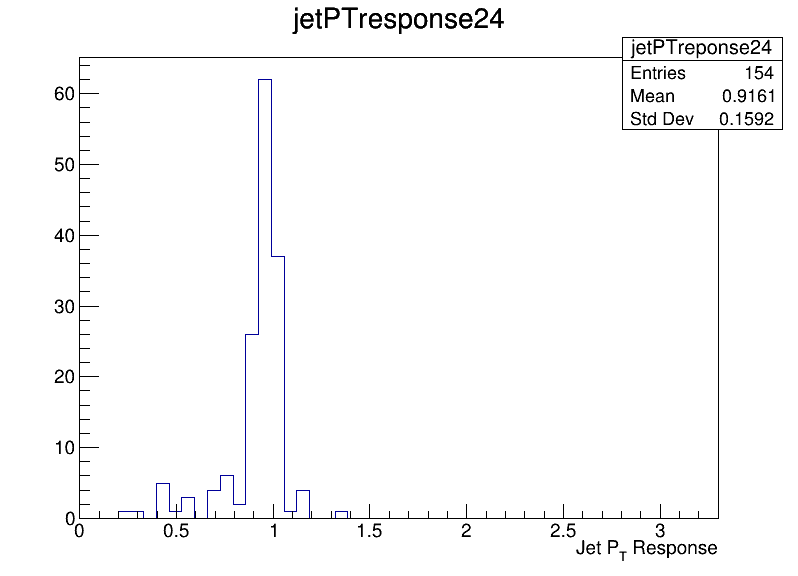 jetPTresponse24
jetPTreponse24
Entries 154
Mean 0.9161
Std Dev 0.1592
60
50
40
30
20
10
0
0 0.5 1 1.5 2 2.5 3
Jet PT Response